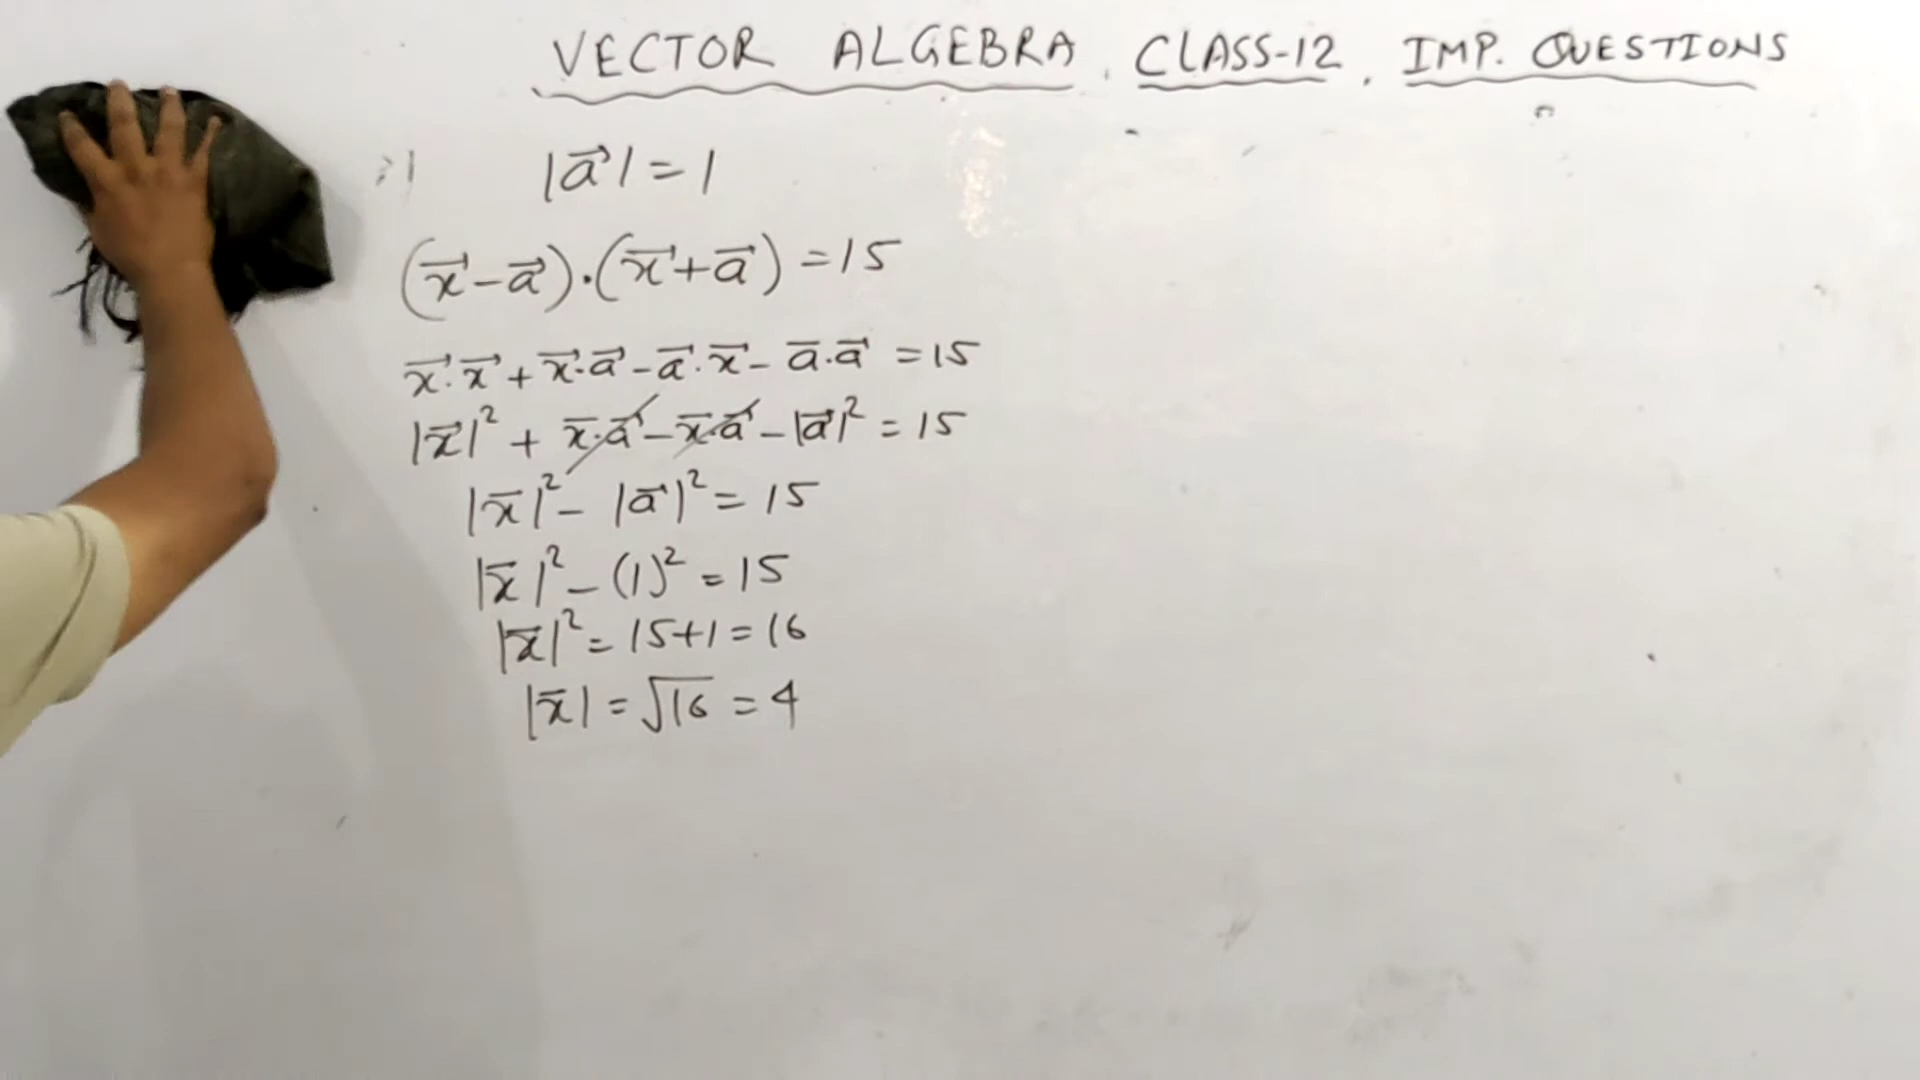 VECTOR ALGEBRA, CLASS-12, IMP. QUESTIONS
|a⃗| = 1
(x⃗ - a⃗)·(x⃗ + a⃗) = 15
x⃗·x⃗ + x⃗·a⃗ - a⃗·x⃗ - a̅·a⃗ = 15
|x⃗|² + x̅·a⃗ - x̅·a⃗ - |a⃗|² = 15
|x̅|² - |a⃗|² = 15
|x̅|² - (1)² = 15
|x̅|² = 15+1 = 16
|x̅| = √16 = 4